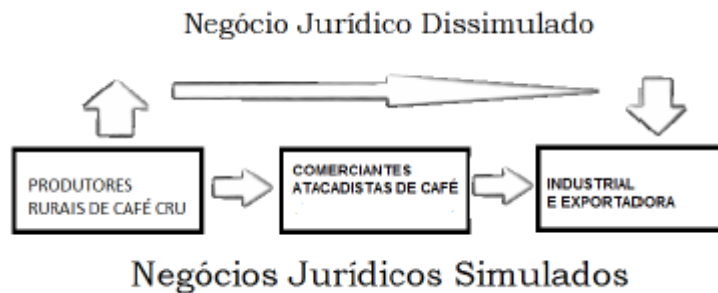 Negócio Jurídico Dissimulado
PRODUTORES
RURAIS DE CAFÉ CRU
COMERCIANTES
ATACADISTAS DE CAFÉ
INDUSTRIAL
E EXPORTADORA
Negócios Jurídicos Simulados